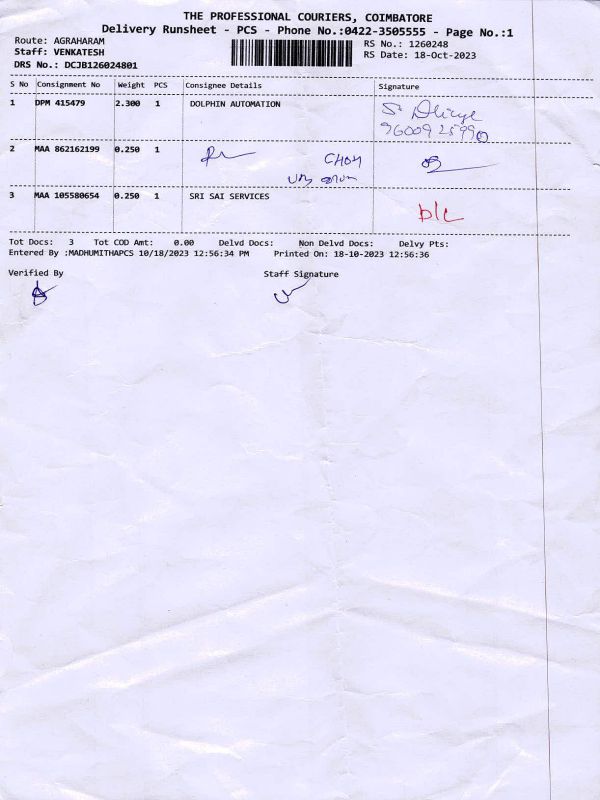 THE PROFESSIONAL COURIERS, COIMBATORE
Delivery Runsheet - PCS - Phone No.:0422-3505555 - Page No.:1
Route: AGRAHARAM
RS No.: 1260248
Staff: VENKATESH
RS Date: 18-Oct-2023
DRS No.: DCJB126024801
S No Consignment No Weight PCS Consignee Details Signature
1 DPM 415479 2.300 1 DOLPHIN AUTOMATION
2 MAA 862162199 0.250 1
3 MAA 105580654 0.250 1 SRI SAI SERVICES
D/L
Tot Docs: 3 Tot COD Amt: 0.00 Delvd Docs: Non Delvd Docs: Delvy Pts:
Entered By :MADHUMITHAPCS 10/18/2023 12:56:34 PM Printed On: 18-10-2023 12:56:36
Verified By Staff Signature